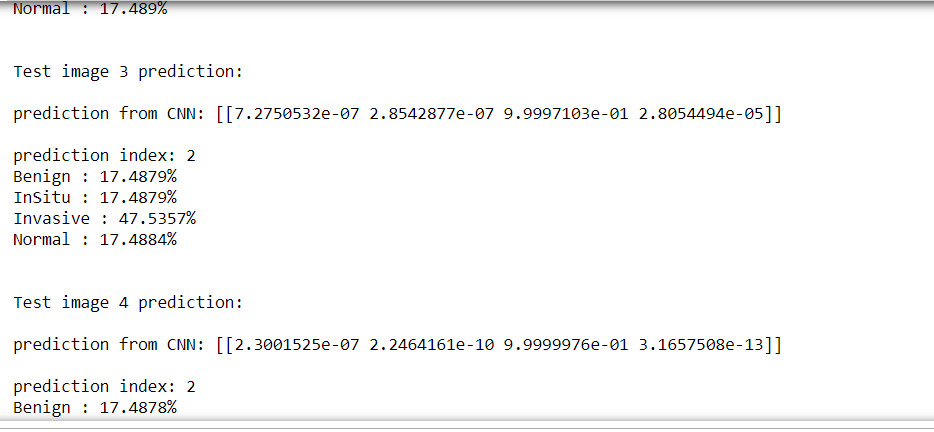 Normal : 17.489%
Test image 3 prediction:
prediction from CNN: [[7.2750532e-07 2.8542877e-07 9.9997103e-01 2.8054494e-05]]
prediction index: 2
Benign : 17.4879%
InSitu : 17.4879%
Invasive : 47.5357%
Normal : 17.4884%
Test image 4 prediction:
prediction from CNN: [[2.3001525e-07 2.2464161e-10 9.9999976e-01 3.1657508e-13]]
prediction index: 2
Benign : 17.4878%